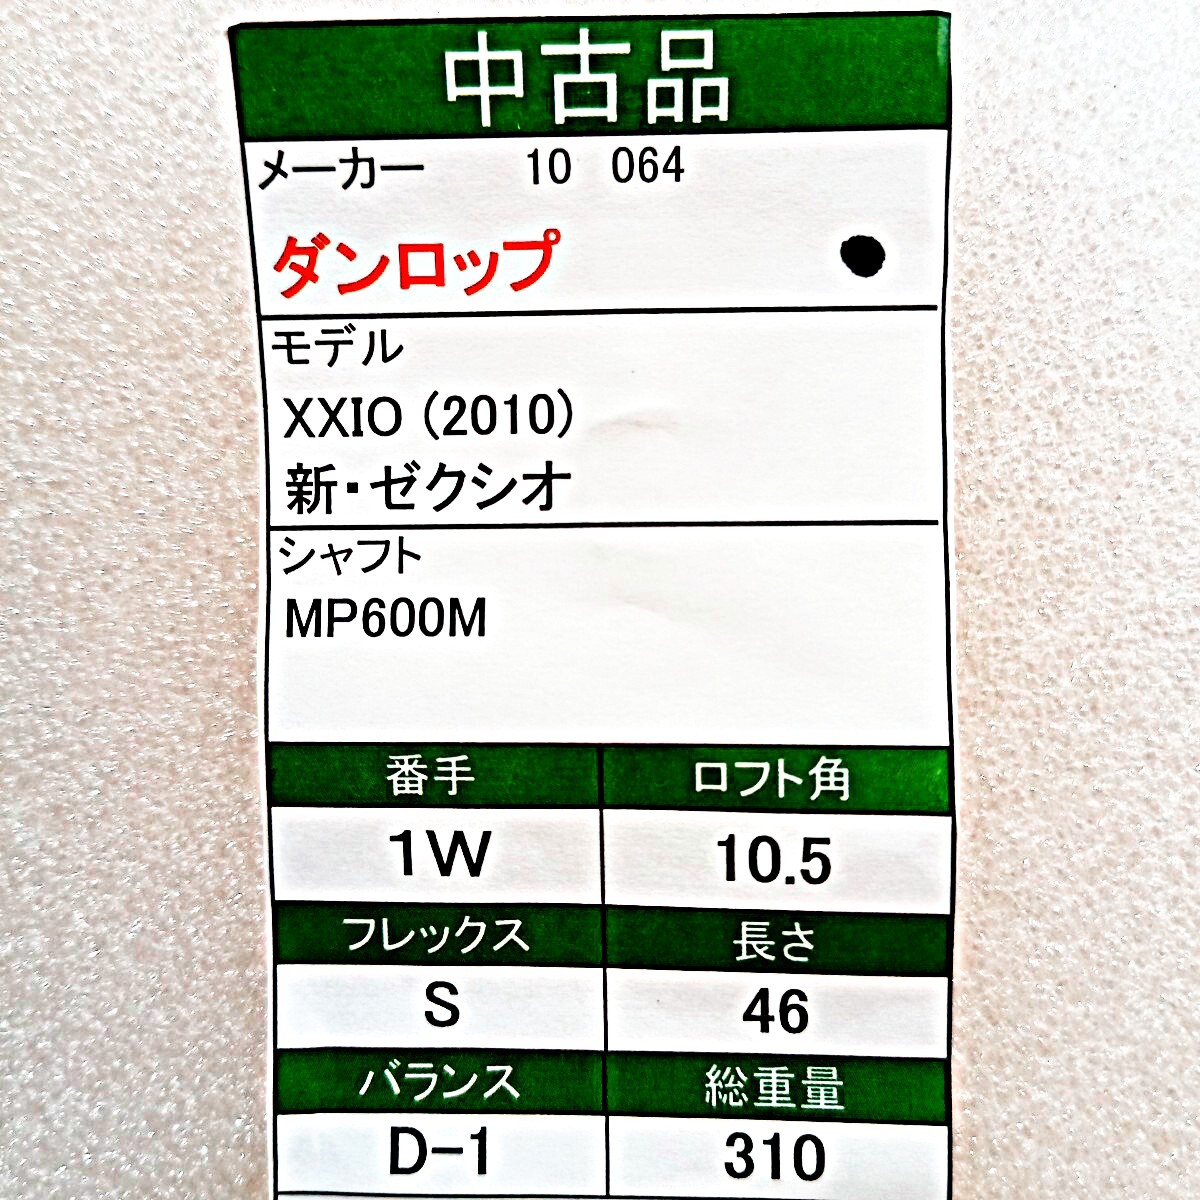 中古品
メーカー 10 064
ダンロップ
モデル
XXIO (2010)
新・ゼクシオ
シャフト
MP600M
番手 ロフト角
1W 10.5
フレックス 長さ
S 46
バランス 総重量
D-1 310